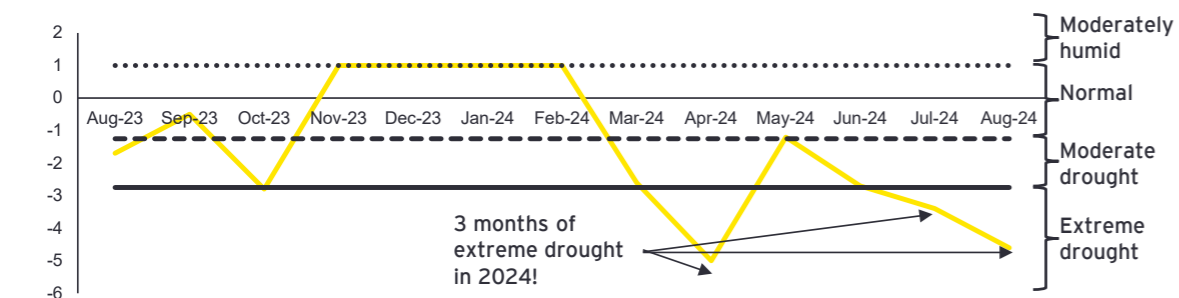 2
1
0
-1
-2
-3
-4
-5
-6
Aug-23 Sep-23 Oct-23 Nov-23 Dec-23 Jan-24 Feb-24 Mar-24 Apr-24 May-24 Jun-24 Jul-24 Aug-24
3 months of
extreme drought
in 2024!
Moderately
humid
Normal
Moderate
drought
Extreme
drought